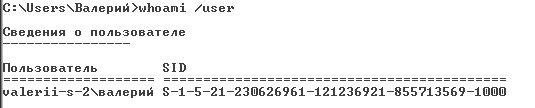 C:\Users\Валерий>whoami /user
Сведения о пользователе
----------------
Пользователь SID
=================== ===========================================
valerii-s-2\валерий S-1-5-21-230626961-121236921-855713569-1000